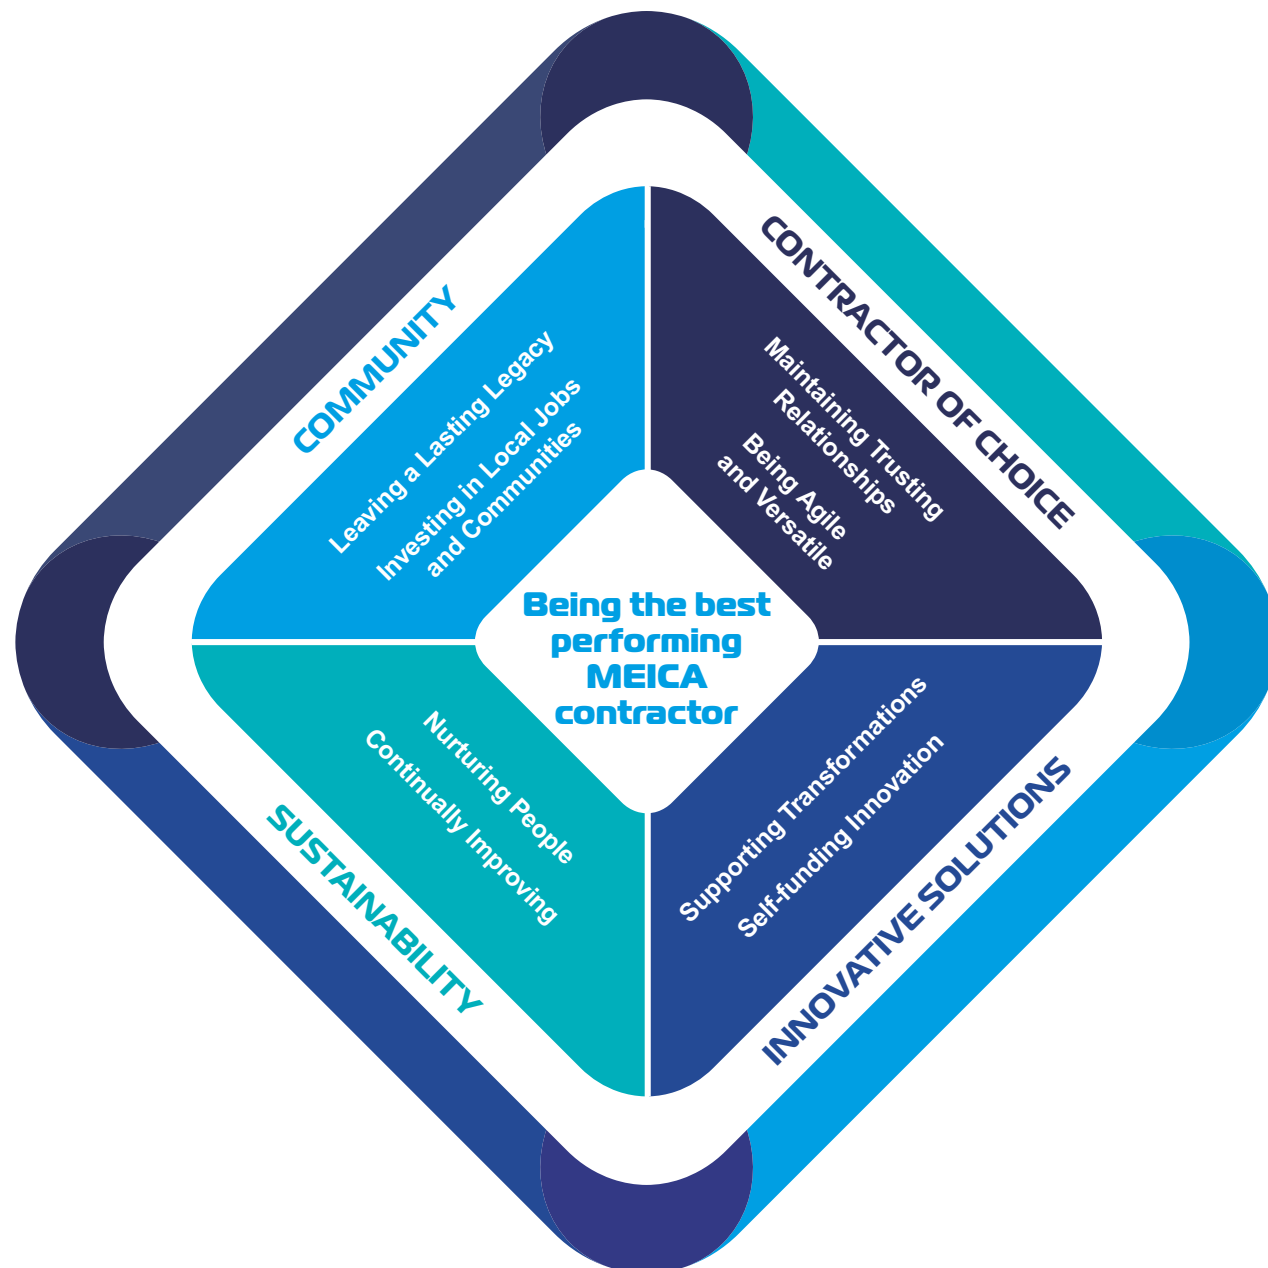 COMMUNITY
Leaving a Lasting Legacy
Investing in Local Jobs
and Communities
CONTRACTOR OF CHOICE
Maintaining Trusting
Relationships
Being Agile
and Versatile
Being the best
performing
MEICA
contractor
SUSTAINABILITY
Nurturing People
Continually Improving
INNOVATIVE SOLUTIONS
Supporting Transformations
Self-funding Innovation